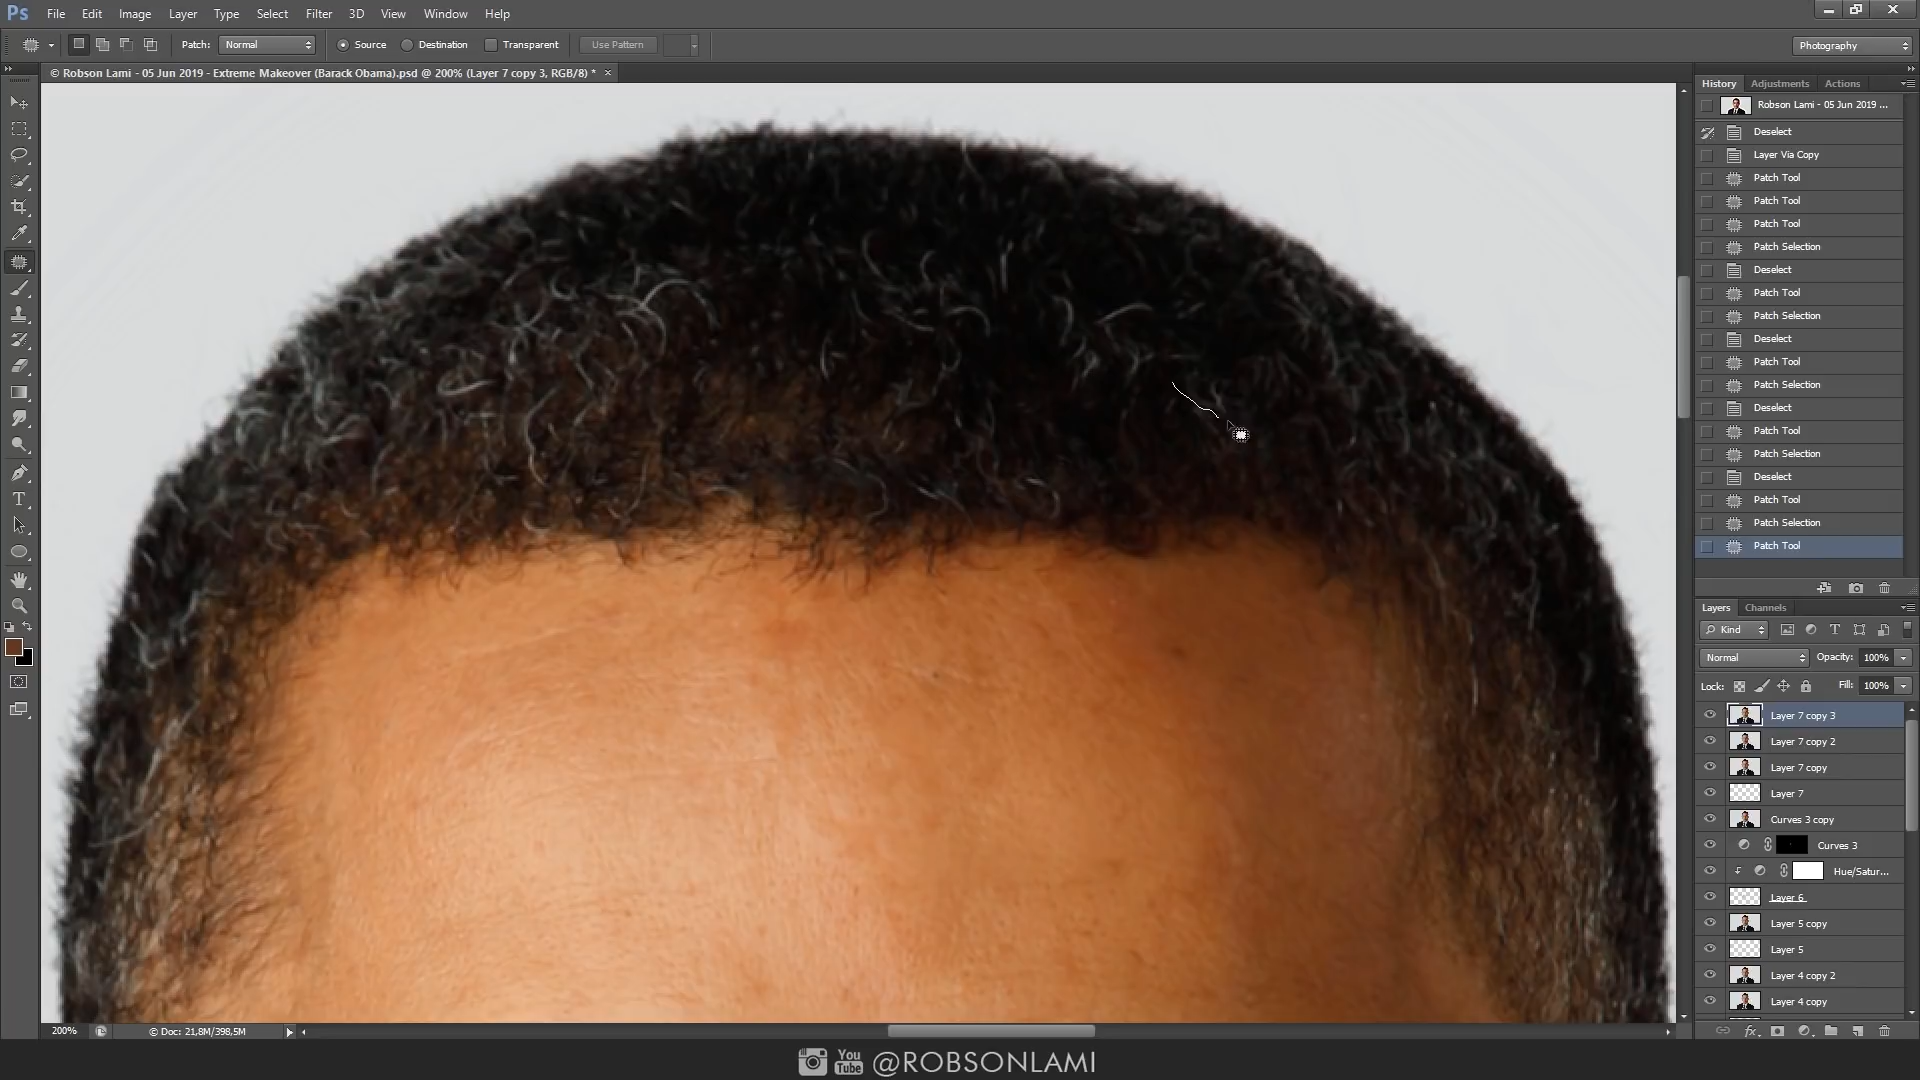 Ps File Edit Image Layer Type Select Filter 3D View Window Help
Patch: Normal Source Destination Transparent Use Pattern Photography
© Robson Lami - 05 Jun 2019 - Extreme Makeover (Barack Obama).psd @ 200% (Layer 7 copy 3, RGB/8) * ×
History Adjustments Actions
Robson Lami - 05 Jun 2019 ...
Deselect
Layer Via Copy
Patch Tool
Patch Tool
Patch Tool
Patch Selection
Deselect
Patch Tool
Patch Selection
Deselect
Patch Tool
Patch Selection
Deselect
Patch Tool
Patch Selection
Deselect
Patch Tool
Patch Selection
Patch Tool
Layers Channels
Kind
Normal Opacity: 100%
Lock: Fill: 100%
Layer 7 copy 3
Layer 7 copy 2
Layer 7 copy
Layer 7
Curves 3 copy
Curves 3
Hue/Satur...
Layer 6
Layer 5 copy
Layer 5
Layer 4 copy 2
Layer 4 copy
200% © Doc: 21,8M/398,5M
You Tube @ROBSONLAMI